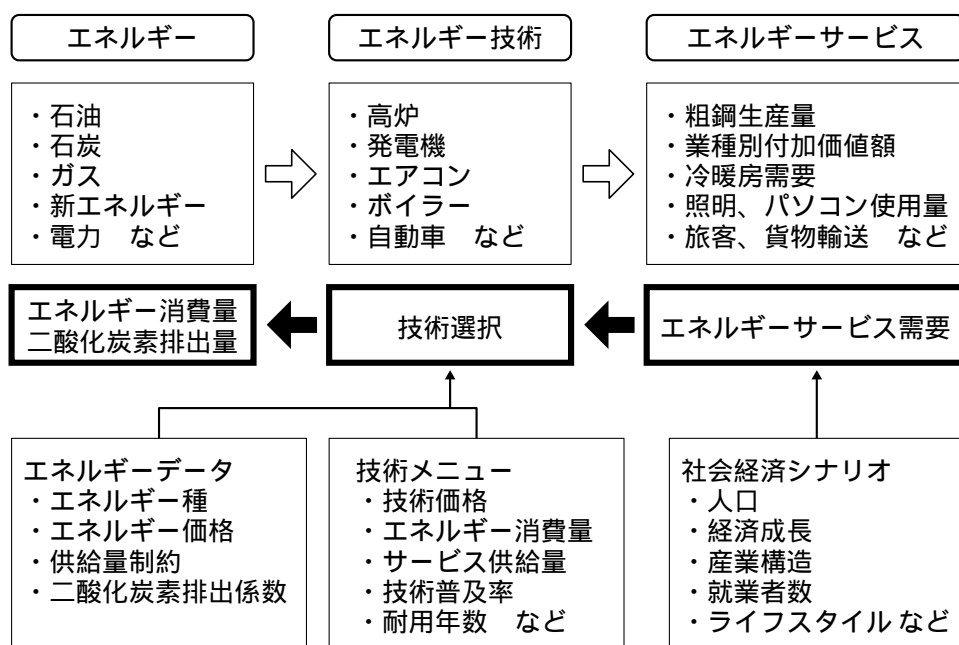 エネルギー
エネルギー技術
エネルギーサービス
・石油
・石炭
・ガス
・新エネルギー
・電力　など
・高炉
・発電機
・エアコン
・ボイラー
・自動車　など
・粗鋼生産量
・業種別付加価値額
・冷暖房需要
・照明、パソコン使用量
・旅客、貨物輸送　など
エネルギー消費量
二酸化炭素排出量
技術選択
エネルギーサービス需要
エネルギーデータ
・エネルギー種
・エネルギー価格
・供給量制約
・二酸化炭素排出係数
技術メニュー
・技術価格
・エネルギー消費量
・サービス供給量
・技術普及率
・耐用年数　など
社会経済シナリオ
・人口
・経済成長
・産業構造
・就業者数
・ライフスタイル など